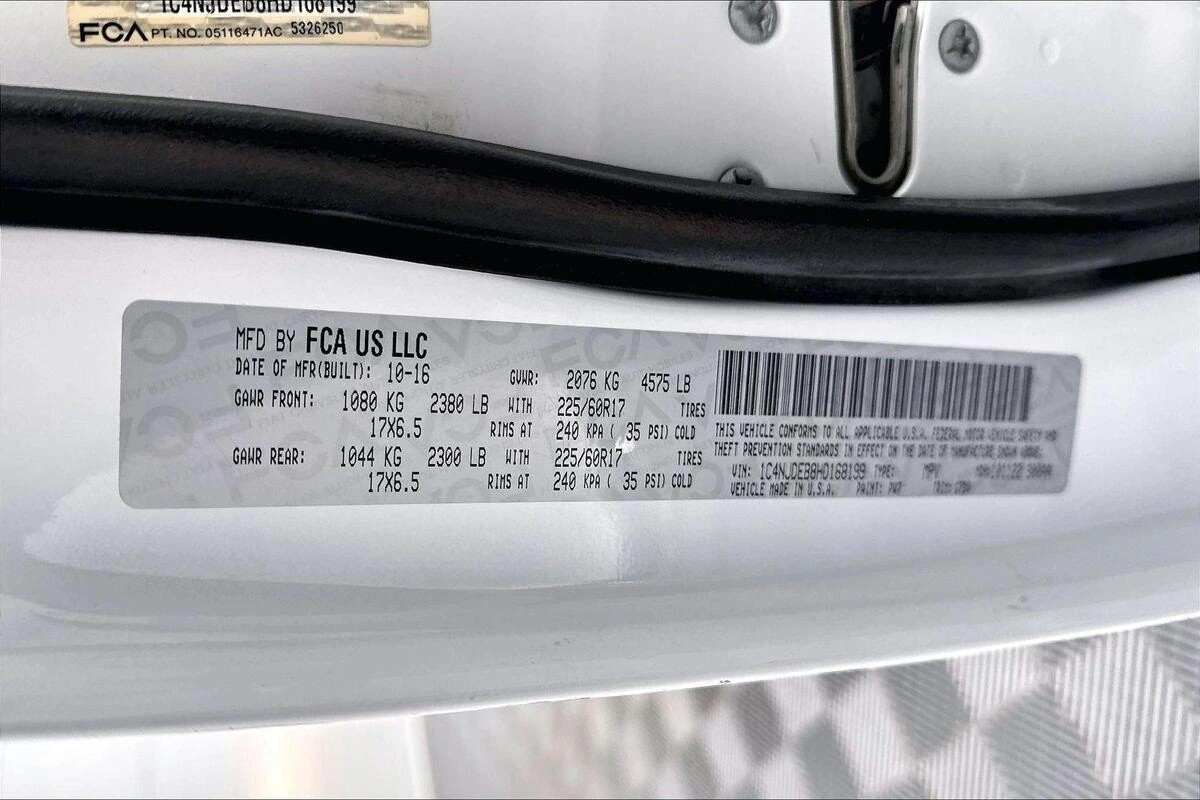 1C4NJDEB8HD168199
FCA PT. NO. 05116471AC 5326250
MFD BY FCA US LLC
DATE OF MFR(BUILT): 10-16 GVWR: 2076 KG 4575 LB
GAWR FRONT: 1080 KG 2380 LB WITH 225/60R17 TIRES
17X6.5 RIMS AT 240 KPA ( 35 PSI) COLD
GAWR REAR: 1044 KG 2300 LB WITH 225/60R17 TIRES
17X6.5 RIMS AT 240 KPA ( 35 PSI) COLD
THIS VEHICLE CONFORMS TO ALL APPLICABLE U.S.A. FEDERAL MOTOR VEHICLE SAFETY AND
THEFT PREVENTION STANDARDS IN EFFECT ON THE DATE OF MANUFACTURE SHOWN ABOVE.
VIN: 1C4NJDEB8HD168199 TYPE: MPV
VEHICLE MADE IN U.S.A. PAINT: PW7 TRIM: